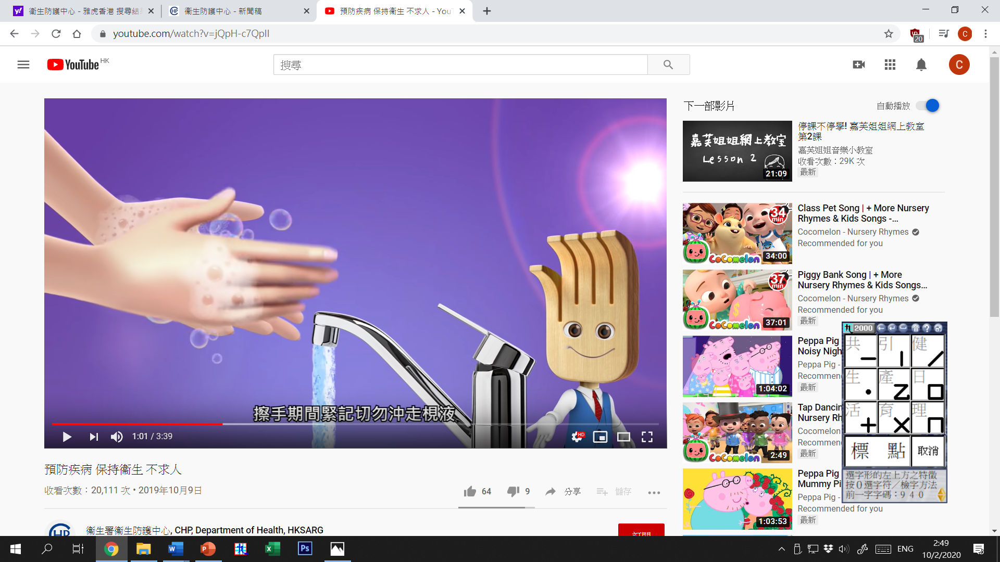 衞生防護中心 - 雅虎香港 搜尋結果
衞生防護中心 - 新聞稿
預防疾病 保持衞生 不求人 - YouT
youtube.com/watch?v=jQpH-c7QpII
20
C
YouTube HK
搜尋
C
擦手期間緊記切勿沖走梘液
1:01 / 3:39
HD
預防疾病 保持衞生 不求人
收看次數：20,111 次 • 2019年10月9日
64
9
分享
儲存
衞生署衞生防護中心, CHP, Department of Health, HKSARG
訂閱
下一部影片
自動播放
嘉芙姐姐網上教室
Lesson 2
21:09
停課不停學! 嘉芙姐姐網上教室
第2課
嘉芙姐姐音樂小教室
收看次數：29K 次
最新
34 min
CoComelon
34:00
Class Pet Song | + More Nursery
Rhymes & Kids Songs -...
Cocomelon - Nursery Rhymes
Recommended for you
37 min
CoComelon
37:01
Piggy Bank Song | + More
Nursery Rhymes & Kids Songs...
Cocomelon - Nursery Rhymes
Recommended for you
最新
1:04:02
Peppa Pig
Noisy Nigh
Peppa Pig -
Recommen
最新
CoComelon
2:49
Tap Dancin
Nursery Rh
Cocomelon
Recommen
最新
1:03:53
Peppa Pig
Mummy Pi
Peppa Pig -
Recommended for you
最新
九 2000 音 ?
共 引 健
生 產 日
活 育 理
標 點 取消
選字形的左上方之特徵
按0選字符／檢字方法
前一字字碼：9 4 0
ENG
2:49
10/2/2020